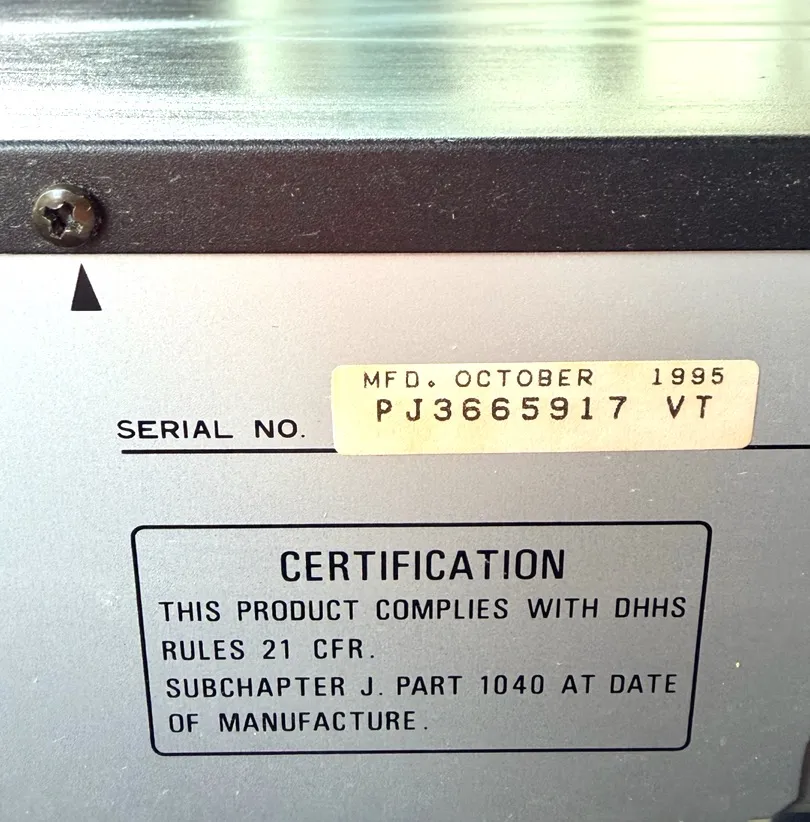 MFD. OCTOBER 1995
PJ3665917 VT
SERIAL NO.
CERTIFICATION
THIS PRODUCT COMPLIES WITH DHHS
RULES 21 CFR.
SUBCHAPTER J. PART 1040 AT DATE
OF MANUFACTURE.